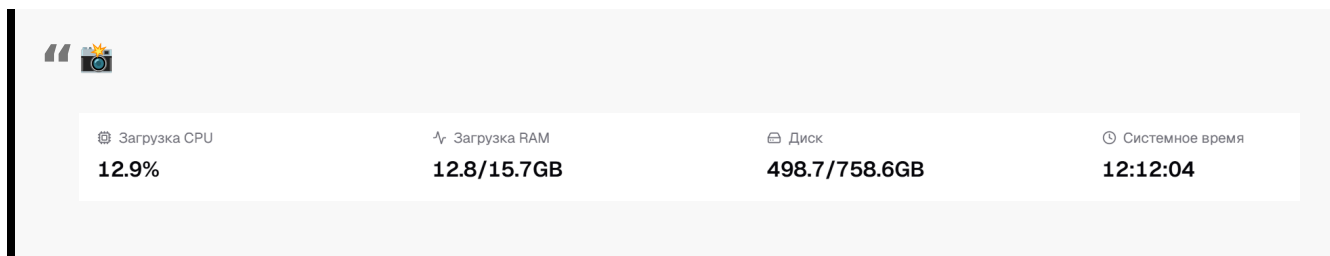 “ 📸
Загрузка CPU
12.9%
Загрузка RAM
12.8/15.7GB
Диск
498.7/758.6GB
Системное время
12:12:04